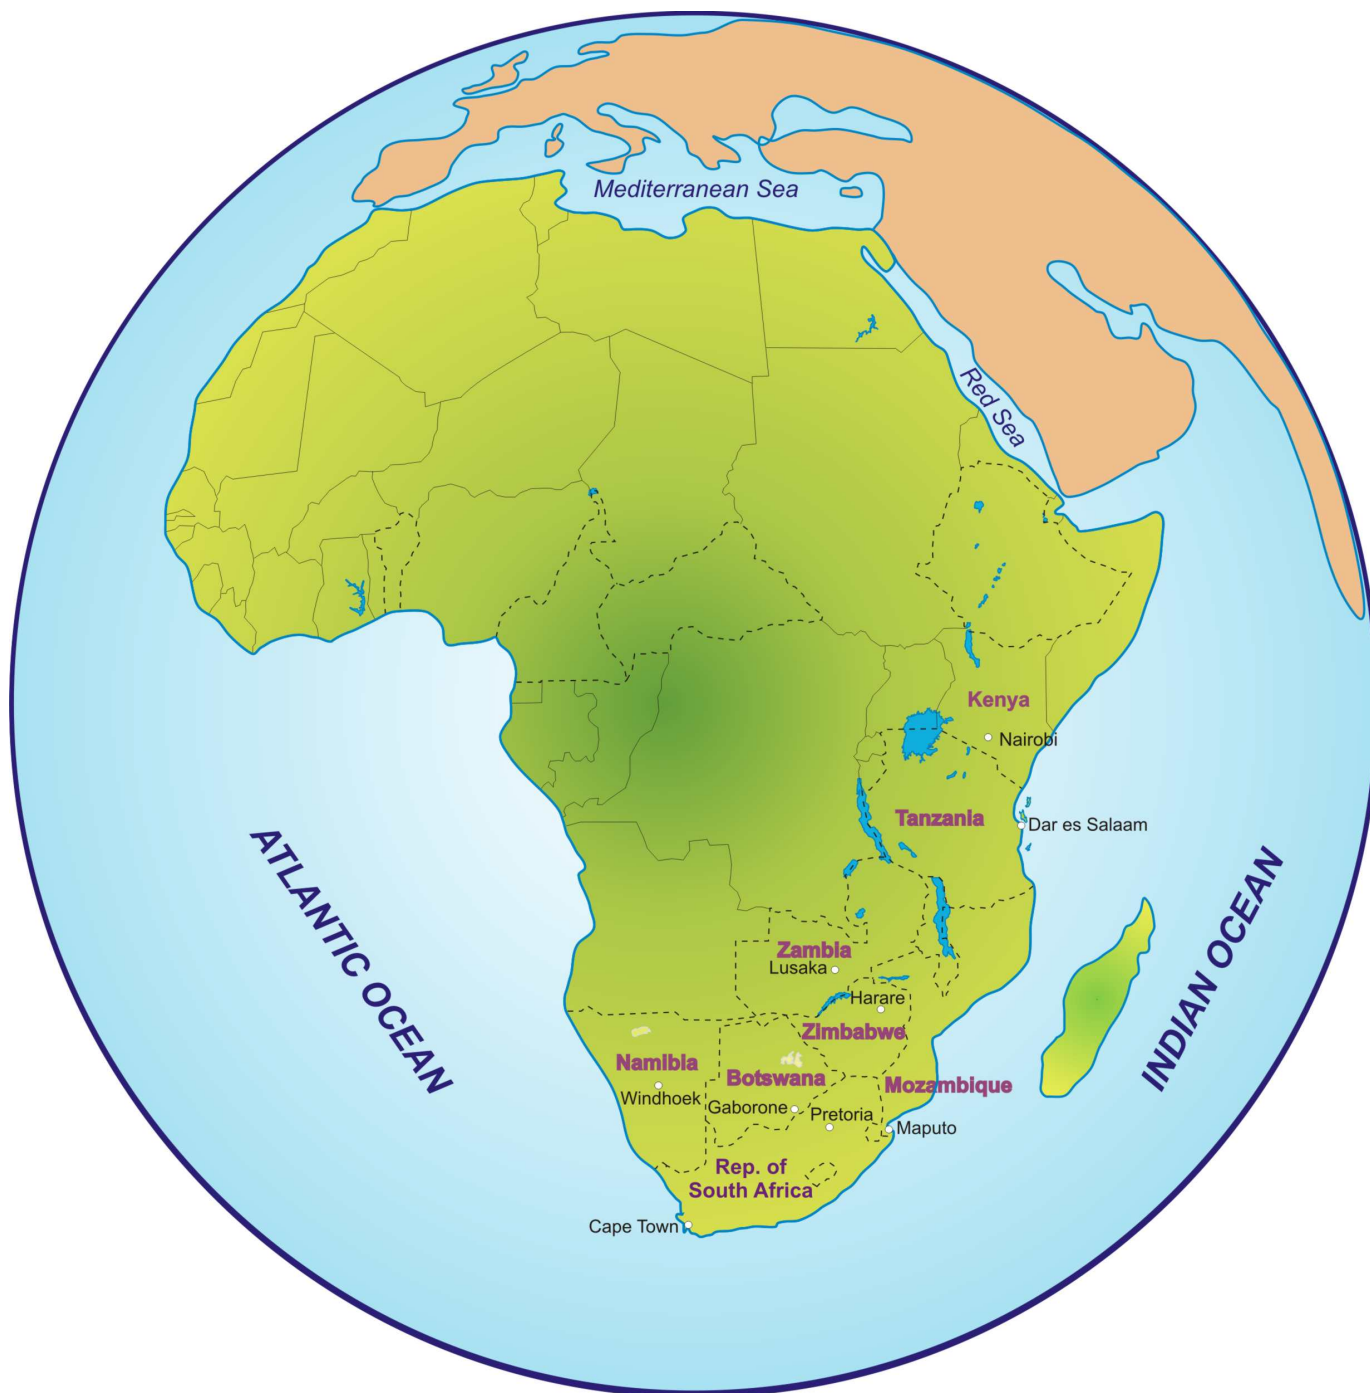 Mediterranean Sea
Red Sea
Kenya
Nairobi
Tanzania
Dar es Salaam
ATLANTIC OCEAN
INDIAN OCEAN
Zambia
Lusaka
Harare
Zimbabwe
Namibia
Windhoek
Botswana
Gaborone
Mozambique
Pretoria
Maputo
Rep. of
South Africa
Cape Town